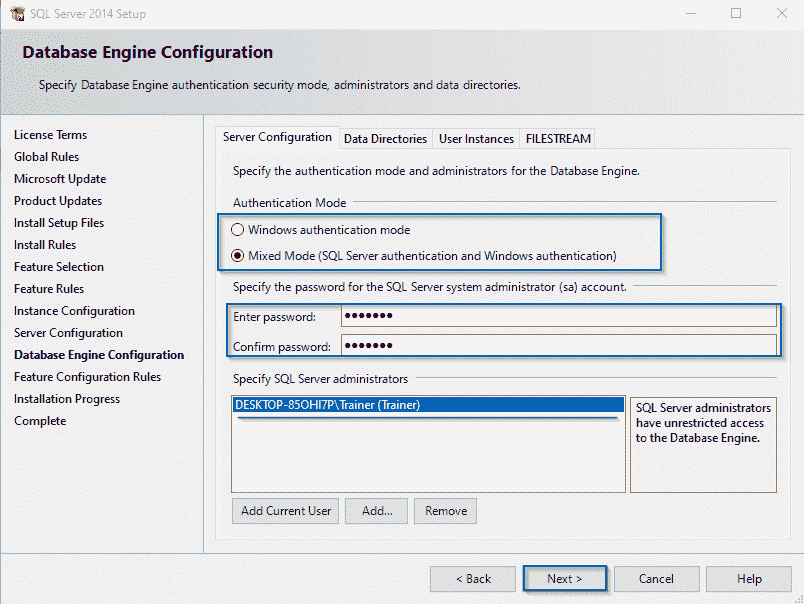 SQL Server 2014 Setup
Database Engine Configuration
Specify Database Engine authentication security mode, administrators and data directories.
License Terms
Global Rules
Microsoft Update
Product Updates
Install Setup Files
Install Rules
Feature Selection
Feature Rules
Instance Configuration
Server Configuration
Database Engine Configuration
Feature Configuration Rules
Installation Progress
Complete
Server Configuration Data Directories User Instances FILESTREAM
Specify the authentication mode and administrators for the Database Engine.
Authentication Mode
Windows authentication mode
Mixed Mode (SQL Server authentication and Windows authentication)
Specify the password for the SQL Server system administrator (sa) account.
Enter password: ●●●●●●●
Confirm password: ●●●●●●●
Specify SQL Server administrators
DESKTOP-85OHI7P\Trainer (Trainer)
SQL Server administrators
have unrestricted access
to the Database Engine.
Add Current User Add... Remove
< Back Next > Cancel Help